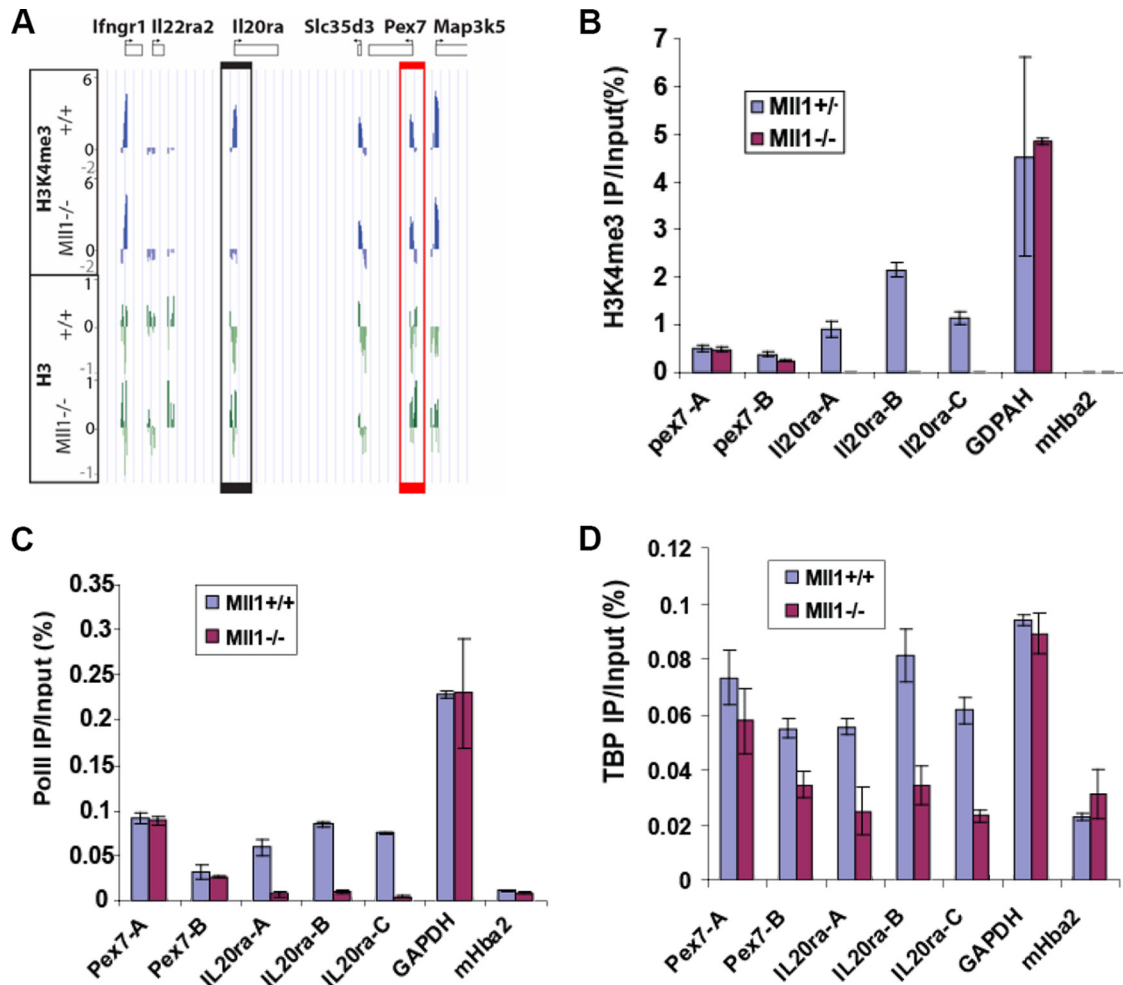 A
Ifngr1 Il22ra2 Il20ra Slc35d3 Pex7 Map3k5
H3K4me3
+/+
6
0
-2
Mll1-/-
6
0
-2
H3
+/+
1
0
-1
Mll1-/-
1
0
-1
B
H3K4me3 IP/Input(%)
7
6
5
4
3
2
1
0
Mll1+/-
Mll1-/-
pex7-A
pex7-B
Il20ra-A
Il20ra-B
Il20ra-C
GDPAH
mHba2
C
PolII IP/Input (%)
0.35
0.3
0.25
0.2
0.15
0.1
0.05
0
Mll1+/+
Mll1-/-
Pex7-A
Pex7-B
IL20ra-A
IL20ra-B
IL20ra-C
GAPDH
mHba2
D
TBP IP/Input (%)
0.12
0.1
0.08
0.06
0.04
0.02
0
Mll1+/+
Mll1-/-
Pex7-A
Pex7-B
IL20ra-A
IL20ra-B
IL20ra-C
GAPDH
mHba2